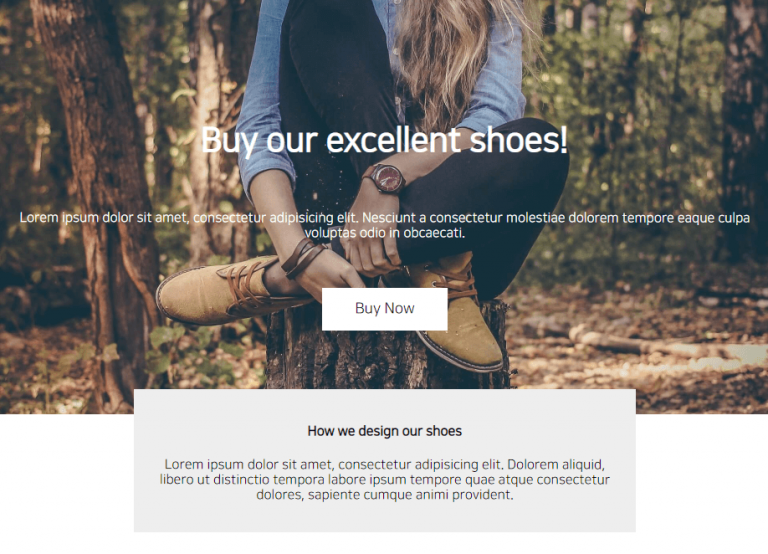 Buy our excellent shoes!
Lorem ipsum dolor sit amet, consectetur adipisicing elit. Nesciunt a consectetur molestiae dolorem tempore eaque culpa
voluptas odio in obcaecati.
Buy Now
How we design our shoes
Lorem ipsum dolor sit amet, consectetur adipisicing elit. Dolorem aliquid,
libero ut distinctio tempora labore ipsum tempore quae atque consectetur
dolores, sapiente cumque animi provident.